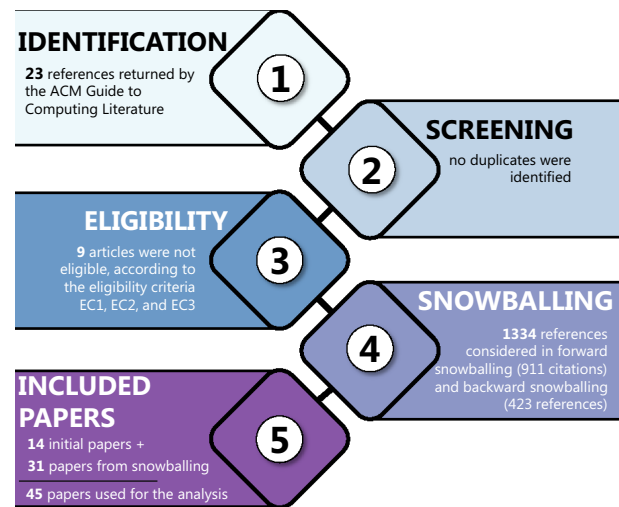 IDENTIFICATION
23 references returned by
the ACM Guide to
Computing Literature
1
SCREENING
no duplicates were
identified
2
ELIGIBILITY
9 articles were not
eligible, according to
the eligibility criteria
EC1, EC2, and EC3
3
SNOWBALLING
1334 references
considered in forward
snowballing (911 citations)
and backward snowballing
(423 references)
4
INCLUDED
PAPERS
14 initial papers +
31 papers from snowballing
45 papers used for the analysis
5